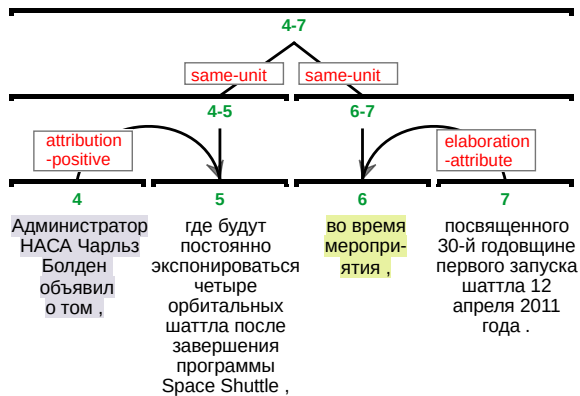 4-7
same-unit same-unit
4-5 6-7
attribution
-positive
elaboration
-attribute
4
Администратор
НАСА Чарльз
Болден
объявил
о том ,
5
где будут
постоянно
экспонироваться
четыре
орбитальных
шаттла после
завершения
программы
Space Shuttle ,
6
во время
меропри-
ятия ,
7
посвященного
30-й годовщине
первого запуска
шаттла 12
апреля 2011
года .